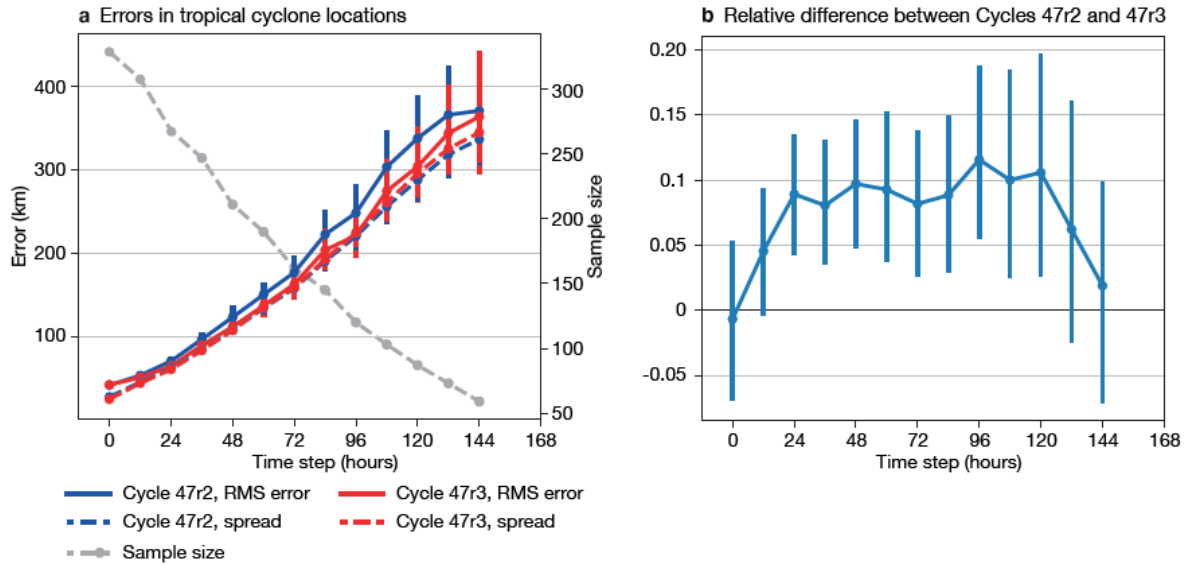 a Errors in tropical cyclone locations
400
300
200
100
Error (km)
300
250
200
150
100
50
Sample size
0 24 48 72 96 120 144 168
Time step (hours)
Cycle 47r2, RMS error
Cycle 47r3, RMS error
Cycle 47r2, spread
Cycle 47r3, spread
Sample size
b Relative difference between Cycles 47r2 and 47r3
0.20
0.15
0.1
0.05
0
-0.05
0 24 48 72 96 120 144 168
Time step (hours)